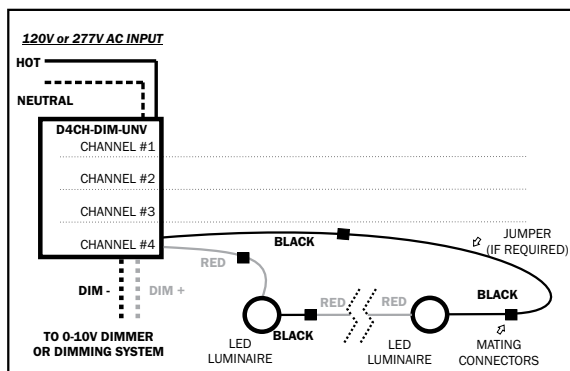 120V or 277V AC INPUT
HOT
NEUTRAL
D4CH-DIM-UNV
CHANNEL #1
CHANNEL #2
CHANNEL #3
CHANNEL #4
BLACK
JUMPER
(IF REQUIRED)
RED
DIM -
DIM +
BLACK
RED
RED
BLACK
TO 0-10V DIMMER
OR DIMMING SYSTEM
LED
LUMINAIRE
LED
LUMINAIRE
MATING
CONNECTORS